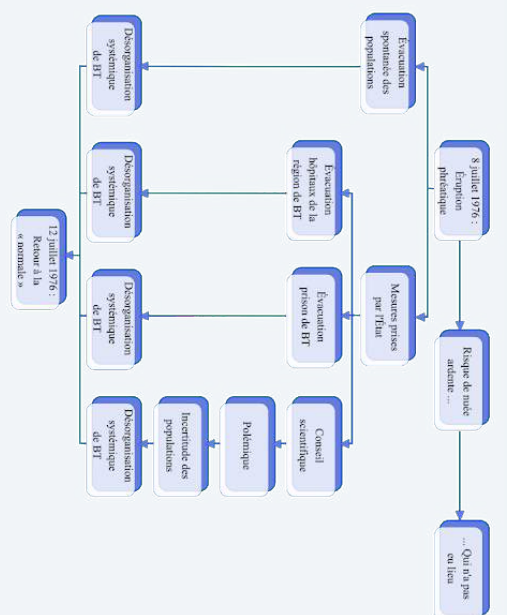 8 juillet 1976 :
Éruption
phréatique
Risque de nuée
ardente ...
... Qui n'a pas
eu lieu
Évacuation
spontanée des
populations
Mesures prises
par l'État
Évacuation
hôpitaux de la
région de BT
Évacuation
prison de BT
Conseil
scientifique
Polémique
Incertitude des
populations
Désorganisation
systémique
de BT
Désorganisation
systémique
de BT
Désorganisation
systémique
de BT
Désorganisation
systémique
de BT
12 juillet 1976 :
Retour à la
« normale »